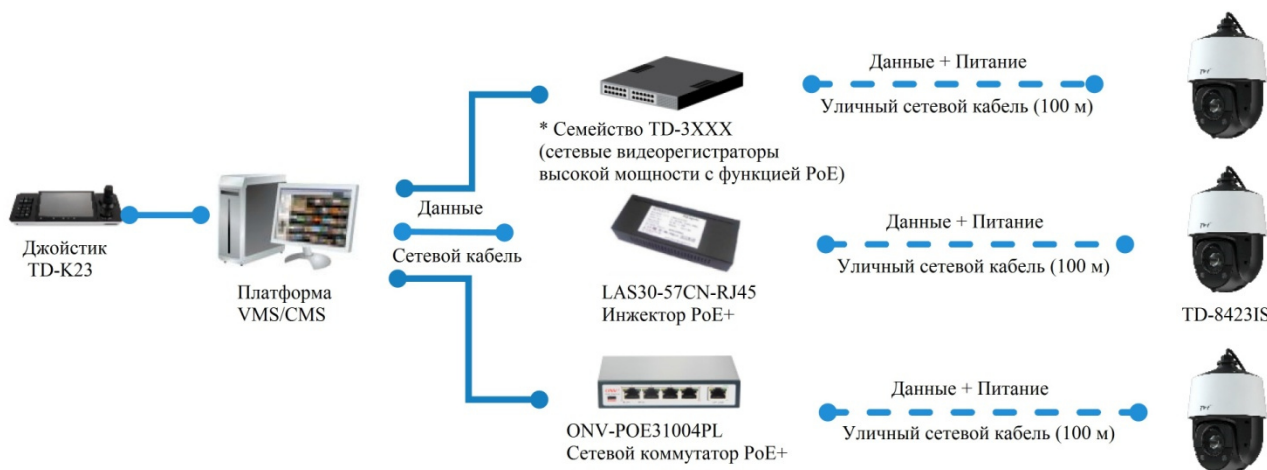 Данные + Питание
Уличный сетевой кабель (100 м)
* Семейство TD-3XXX
(сетевые видеорегистраторы
высокой мощности с функцией PoE)
Джойстик
TD-K23
Платформа
VMS/CMS
Данные
Сетевой кабель
LAS30-57CN-RJ45
Инжектор PoE+
Данные + Питание
Уличный сетевой кабель (100 м)
TD-8423IS
ONV-POE31004PL
Сетевой коммутатор PoE+
Данные + Питание
Уличный сетевой кабель (100 м)